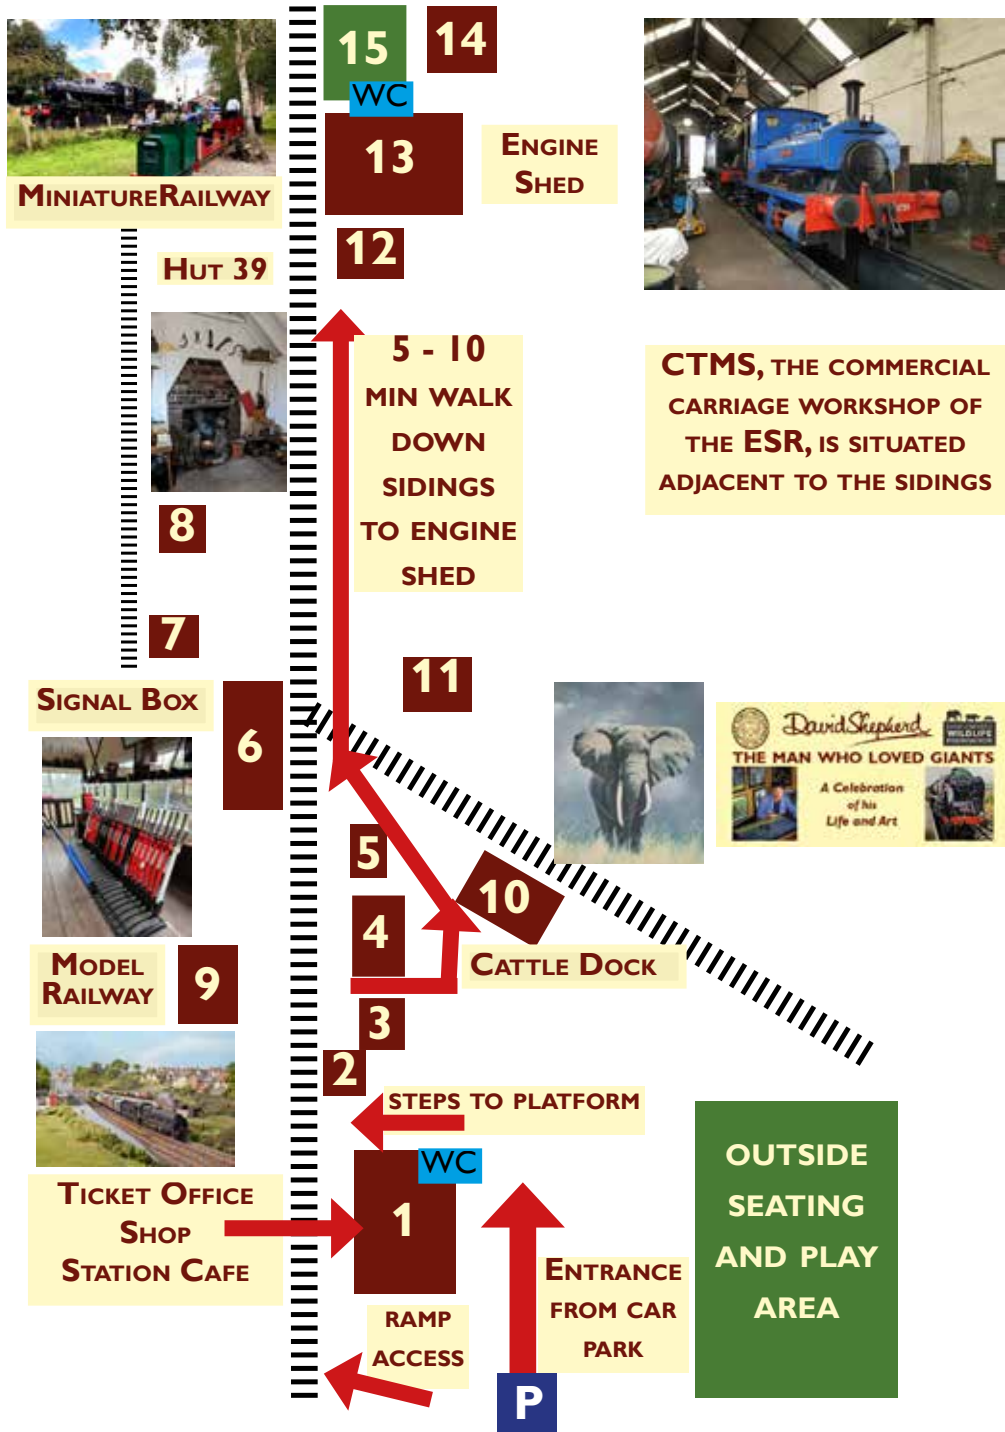 15
14
WC
13
ENGINE
SHED
MINIATURERAILWAY
12
HUT 39
5 - 10
MIN WALK
DOWN
SIDINGS
TO ENGINE
SHED
CTMS, THE COMMERCIAL
CARRIAGE WORKSHOP OF
THE ESR, IS SITUATED
ADJACENT TO THE SIDINGS
8
7
11
SIGNAL BOX
6
David Shepherd
WILDLIFE
THE MAN WHO LOVED GIANTS
A Celebration
of his
Life and Art
5
10
4
CATTLE DOCK
MODEL
RAILWAY
9
3
2
STEPS TO PLATFORM
WC
1
TICKET OFFICE
SHOP
STATION CAFE
OUTSIDE
SEATING
AND PLAY
AREA
ENTRANCE
FROM CAR
PARK
RAMP
ACCESS
P